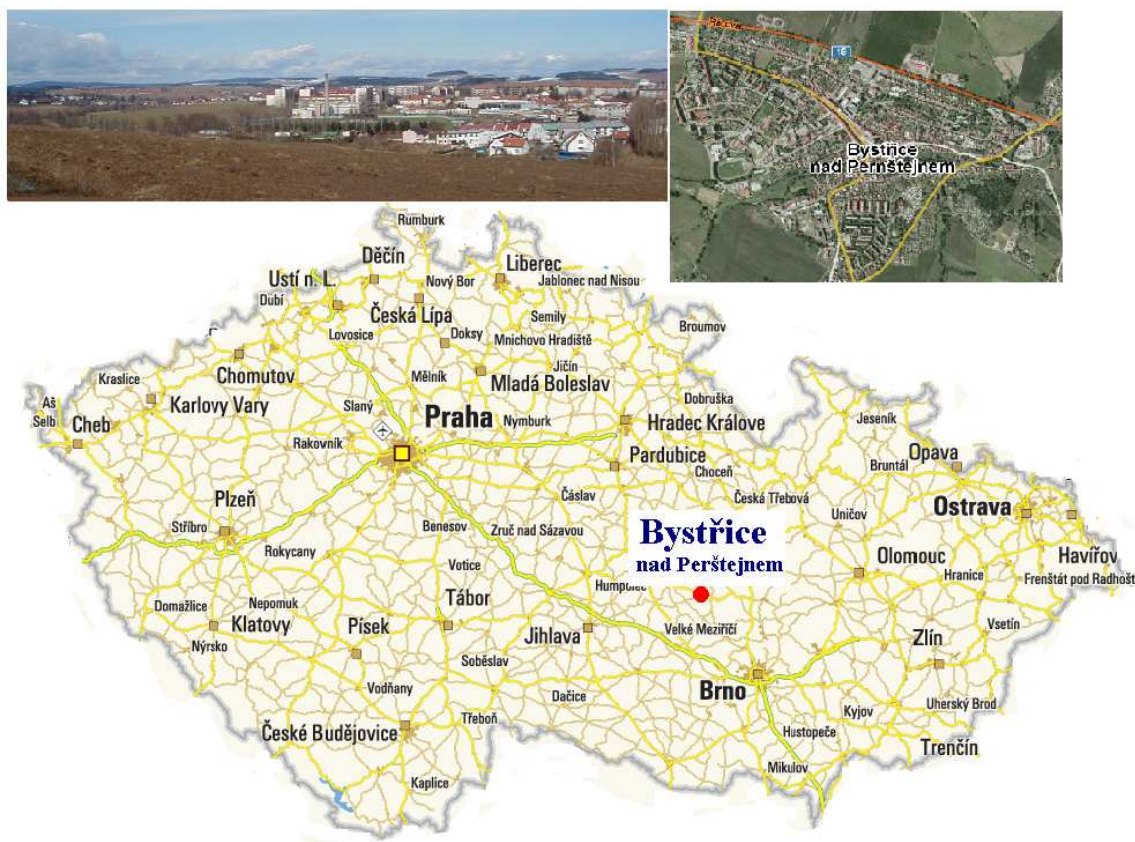 19
Bystřice
nad Pernštejnem
Rumburk
Děčín
Liberec
Ústí n. L.
Nový Bor
Jablonec nad Nisou
Dubí
Česká Lípa
Semily
Broumov
Lovosice
Doksy
Mnichovo Hradiště
Jičín
Chomutov
Mělník
Mladá Boleslav
Kraslice
Aš
Selb
Karlovy Vary
Slaný
Praha
Nymburk
Dobruška
Hradec Králove
Jeseník
Cheb
Rakovník
Pardubice
Choceň
Bruntál
Opava
Plzeň
Čáslav
Česká Třebová
Uničov
Ostrava
Stříbro
Benesov
Zruč nad Sázavou
Bystřice
nad Perštejnem
Rokycany
Olomouc
Havířov
Votice
Humpolec
Hranice
Frenštát pod Radhošt
Domažlice
Nepomuk
Tábor
Klatovy
Písek
Jihlava
Velké Meziříčí
Vsetín
Nýrsko
Zlín
Soběslav
Vodňany
Dačice
Brno
Uherský Brod
Kyjov
České Budějovice
Třeboň
Hustopeče
Trenčín
Mikulov
Kaplice